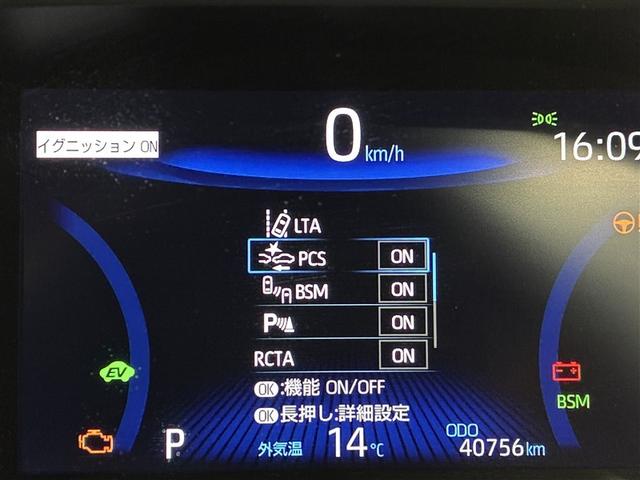 イグニッション ON
0 km/h
16:09
LTA
PCS ON
BSM ON
P ON
RCTA ON
EV
OK:機能 ON/OFF
OK長押し:詳細設定
BSM
P
外気温 14℃
ODO
40756km